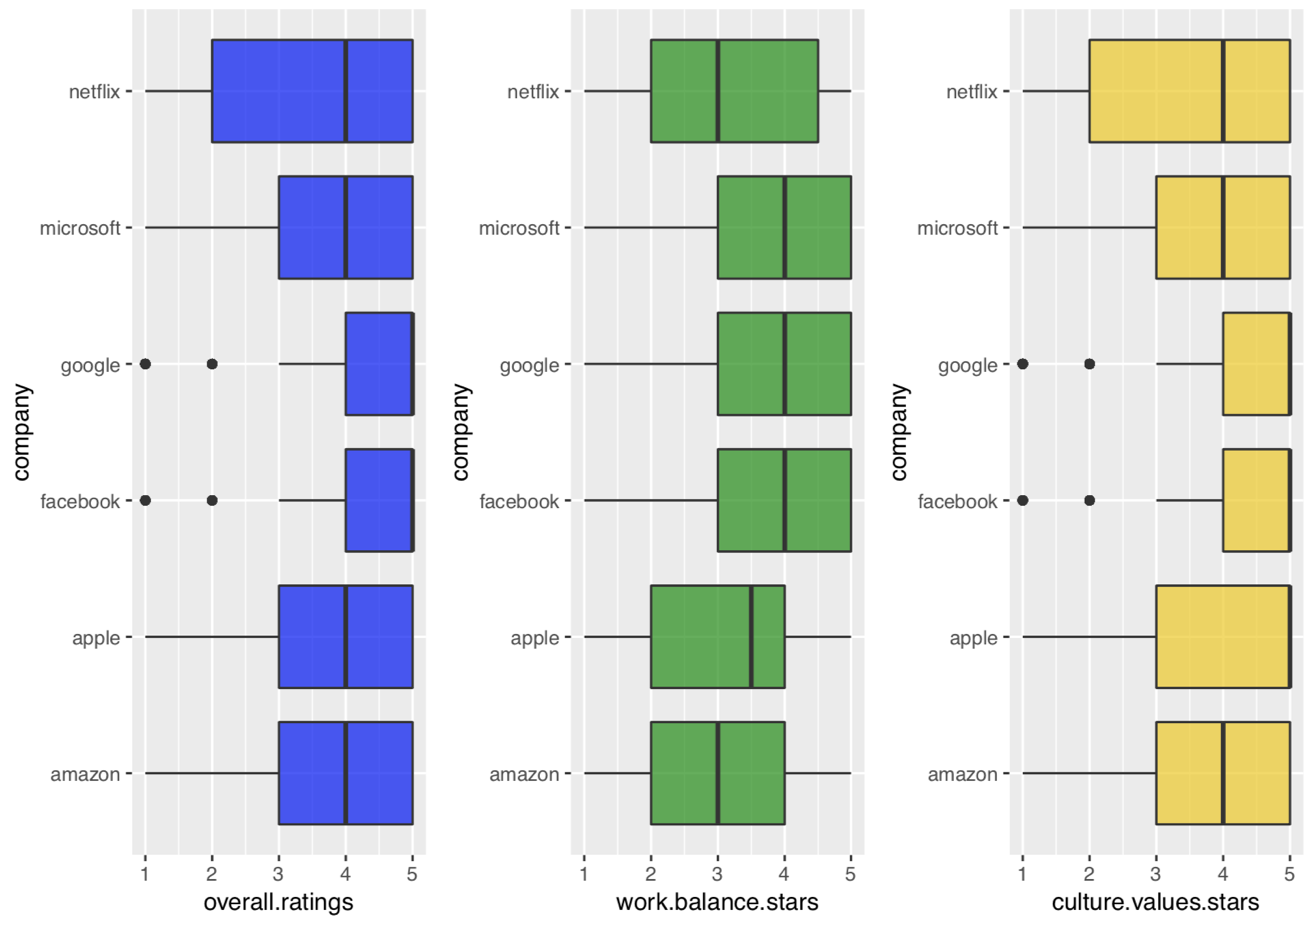 netflix
microsoft
google
facebook
apple
amazon
company
1 2 3 4 5
overall.ratings
netflix
microsoft
google
facebook
apple
amazon
company
1 2 3 4 5
work.balance.stars
netflix
microsoft
google
facebook
apple
amazon
company
1 2 3 4 5
culture.values.stars